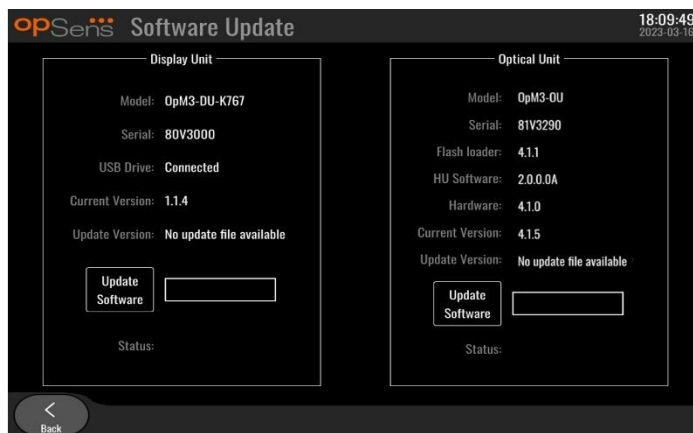 opSens Software Update
18:09:49
2023-03-16
Display Unit
Model: OpM3-DU-K767
Serial: 80V3000
USB Drive: Connected
Current Version: 1.1.4
Update Version: No update file available
Update
Software
Status:
Optical Unit
Model: OpM3-OU
Serial: 81V3290
Flash loader: 4.1.1
HU Software: 2.0.0.0A
Hardware: 4.1.0
Current Version: 4.1.5
Update Version: No update file available
Update
Software
Status:
Back